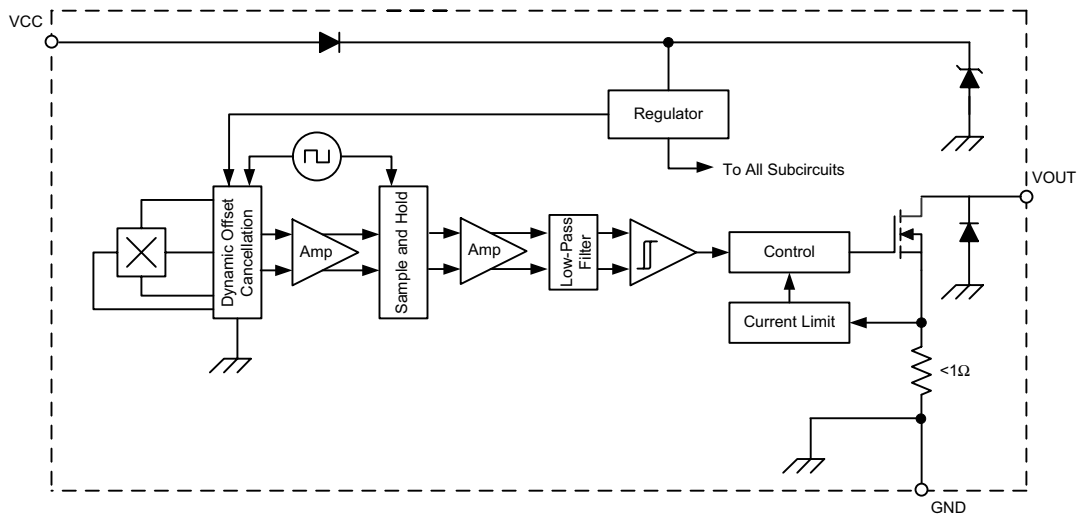 VCC
Regulator
To All Subcircuits
VOUT
Dynamic Offset
Cancellation
Amp
Sample and Hold
Amp
Low-Pass
Filter
Control
Current Limit
<1Ω
GND